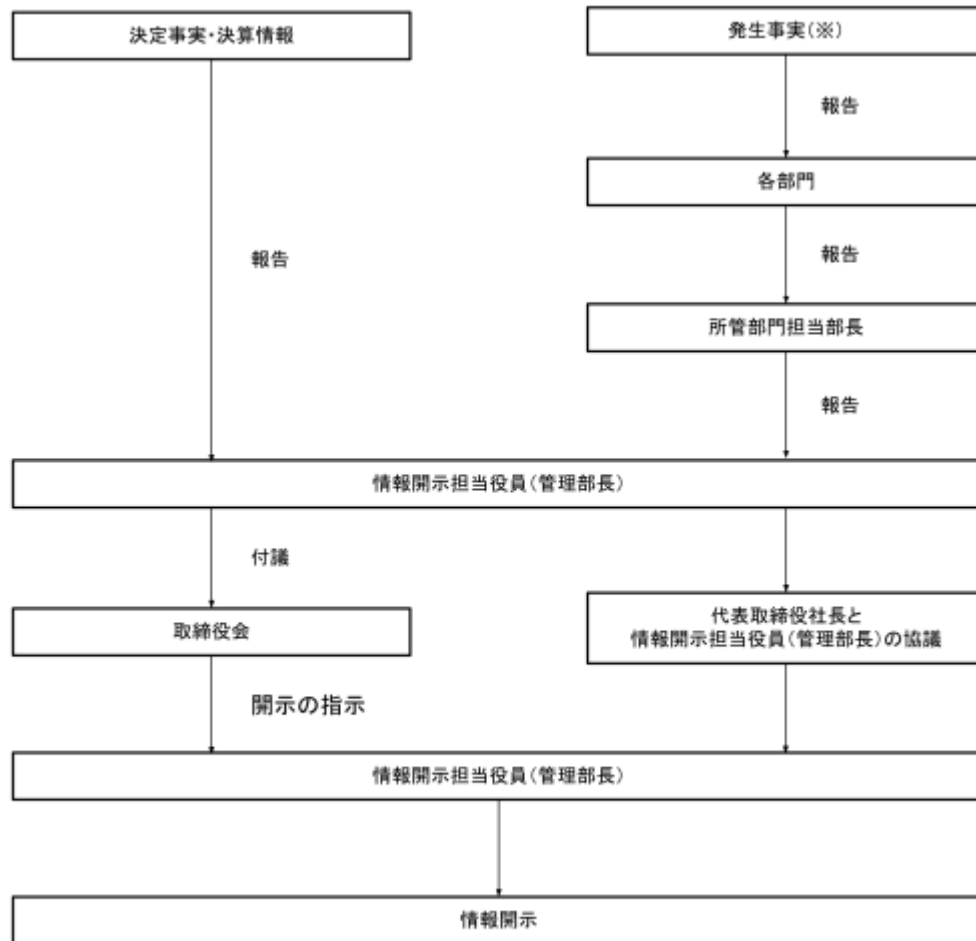 決定事実・決算情報
発生事実(※)
報告
各部門
報告
報告
所管部門担当部長
報告
情報開示担当役員(管理部長)
付議
取締役会
代表取締役社長と
情報開示担当役員(管理部長)の協議
開示の指示
情報開示担当役員(管理部長)
情報開示